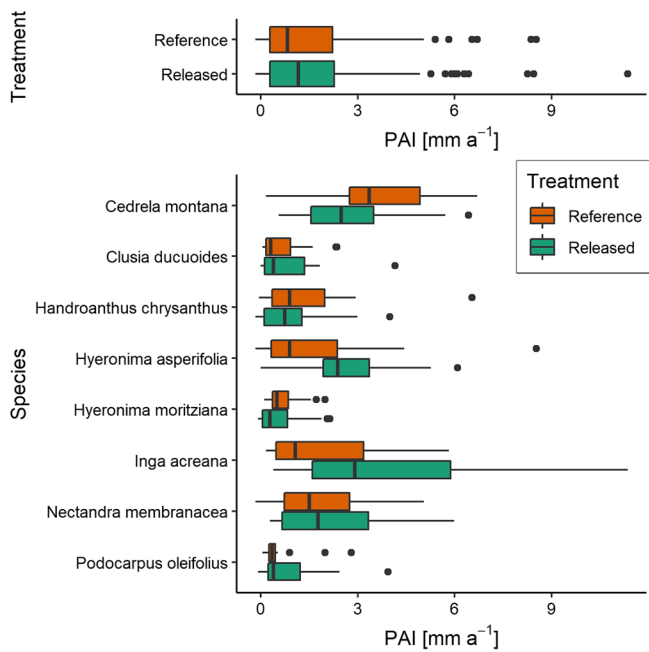 Treatment
Reference
Released
0 3 6 9
PAI [mm a⁻¹]
Species
Cedrela montana
Clusia ducuoides
Handroanthus chrysanthus
Hyeronima asperifolia
Hyeronima moritziana
Inga acreana
Nectandra membranacea
Podocarpus oleifolius
Treatment
Reference
Released
0 3 6 9
PAI [mm a⁻¹]